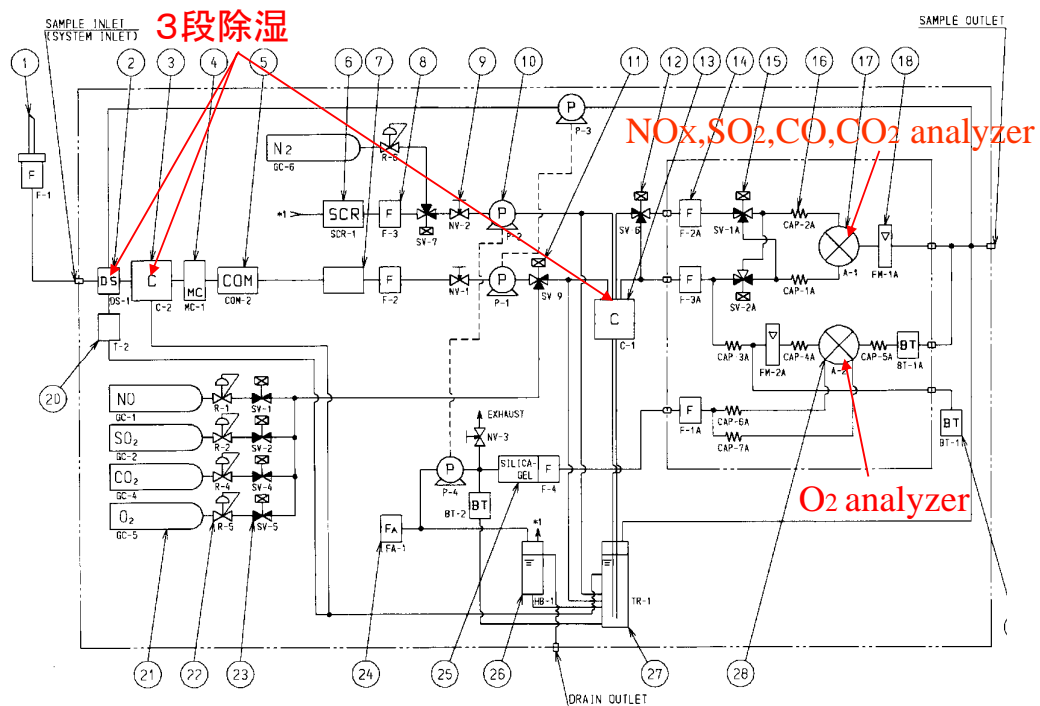 SAMPLE INLET
(SYSTEM INLET)
3段除湿
SAMPLE OUTLET
1
2
3
4
5
6
7
8
9
10
11
12
13
14
15
16
17
18
P
P-3
NOx,SO2,CO,CO2 analyzer
N2
GC-6
R-6
F
F-1
*1
SCR
SCR-1
F
F-3
SV-7
NV-2
P
P-2
SV-6
F
F-2A
SV-1A
CAP-2A
A-1
FM-1A
DS
DS-1
C
C-2
MC
MC-1
COM
COM-2
F
F-2
NV-1
P
P-1
SV-9
F
F-3A
SV-2A
CAP-1A
C
C-1
T-2
20
CAP-3A
FM-2A
CAP-4A
A-2
CAP-5A
BT
BT-1A
NO
GC-1
R-1
SV-1
SO2
GC-2
R-2
SV-2
CO2
GC-4
R-4
SV-4
O2
GC-5
R-5
SV-5
EXHAUST
NV-3
P
P-4
SILICA-
GEL
F
F-4
BT
BT-2
F
F-1A
CAP-6A
CAP-7A
BT
O2 analyzer
FA
FA-1
*1
HB-1
TR-1
21
22
23
24
25
26
27
28
DRAIN OUTLET